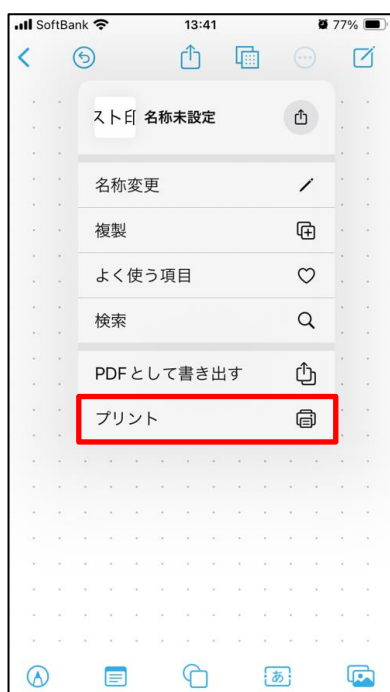 SoftBank 13:41 77%
スト印 名称未設定
名称変更
複製
よく使う項目
検索
PDFとして書き出す
プリント
あ